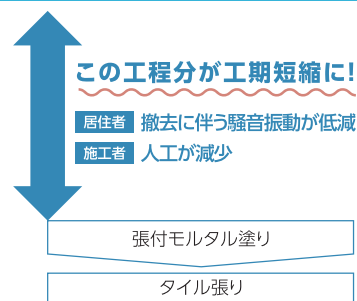 この工程分が工期短縮に!
居住者 撤去に伴う騒音振動が低減
施工者 人工が減少
張付モルタル塗り
タイル張り